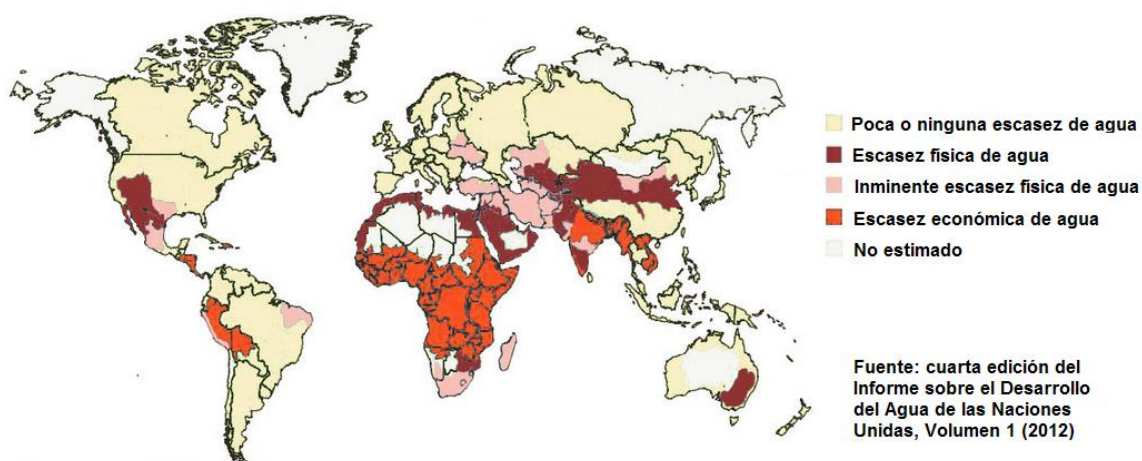 Poca o ninguna escasez de agua
Escasez física de agua
Inminente escasez física de agua
Escasez económica de agua
No estimado
Fuente: cuarta edición del
Informe sobre el Desarrollo
del Agua de las Naciones
Unidas, Volumen 1 (2012)